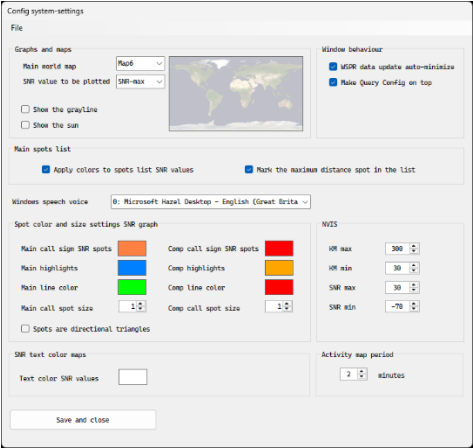 Config system-settings
File
Graphs and maps
Main world map Map6
SNR value to be plotted SNR-max
Show the grayline
Show the sun
Window behaviour
WSPR data update auto-minimize
Make Query Config on top
Main spots list
Apply colors to spots list SNR values Mark the maximum distance spot in the list
Windows speech voice 0: Microsoft Hazel Desktop - English (Great Brita
Spot color and size settings SNR graph
Main call sign SNR spots Comp call sign SNR spots
Main highlights Comp highlights
Main line color Comp line color
Main call spot size 1 Comp call spot size 1
Spots are directional triangles
NVIS
KM max 300
KM min 30
SNR max 30
SNR min -70
SNR text color maps
Text color SNR values
Activity map period
2 minutes
Save and close